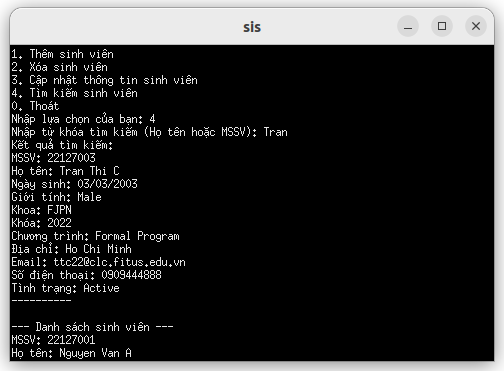 sis
1. Thêm sinh viên
2. Xóa sinh viên
3. Cập nhật thông tin sinh viên
4. Tìm kiếm sinh viên
0. Thoát
Nhập lựa chọn của bạn: 4
Nhập từ khóa tìm kiếm (Họ tên hoặc MSSV): Tran
Kết quả tìm kiếm:
MSSV: 22127003
Họ tên: Tran Thi C
Ngày sinh: 03/03/2003
Giới tính: Male
Khoa: FJPN
Khóa: 2022
Chương trình: Formal Program
Địa chỉ: Ho Chi Minh
Email: ttc22@clc.fitus.edu.vn
Số điện thoại: 0909444888
Tình trạng: Active
----------
--- Danh sách sinh viên ---
MSSV: 22127001
Họ tên: Nguyen Van A